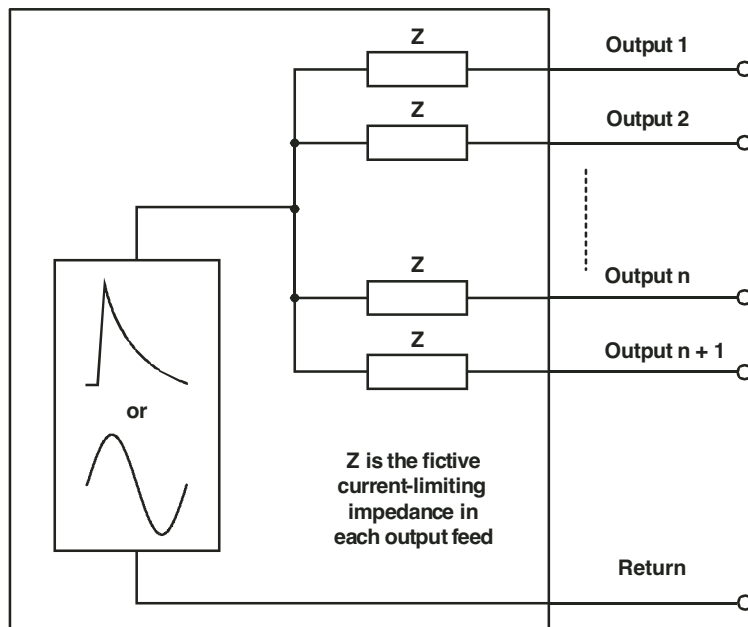 Z
Output 1
Z
Output 2
Z
Output n
Z
Output n + 1
or
Z is the fictive
current-limiting
impedance in
each output feed
Return